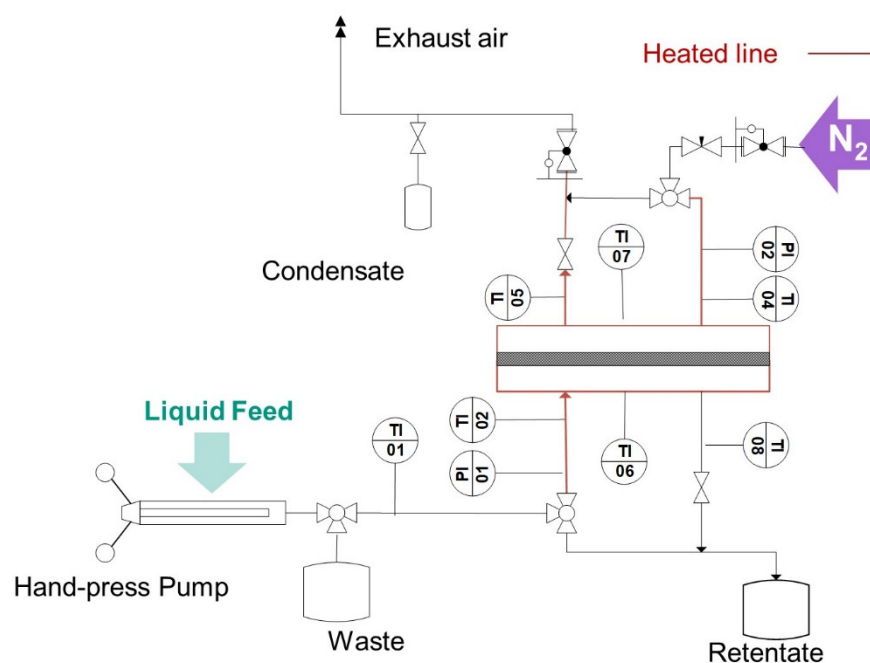 Exhaust air
Heated line
N2
TI
07
PI
02
Condensate
TI
05
TI
04
Liquid Feed
TI
01
TI
02
PI
01
TI
06
TI
08
Hand-press Pump
Waste
Retentate